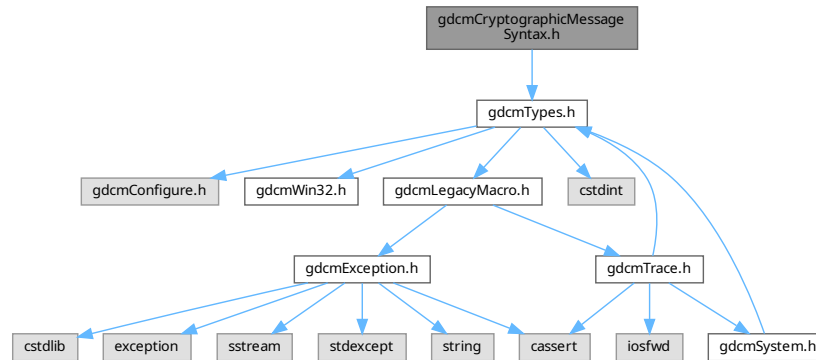 gdcmCryptographicMessage
Syntax.h
gdcmTypes.h
gdcmConfigure.h
gdcmWin32.h
gdcmLegacyMacro.h
cstdint
gdcmException.h
gdcmTrace.h
cstdlib
exception
sstream
stdexcept
string
cassert
iosfwd
gdcmSystem.h